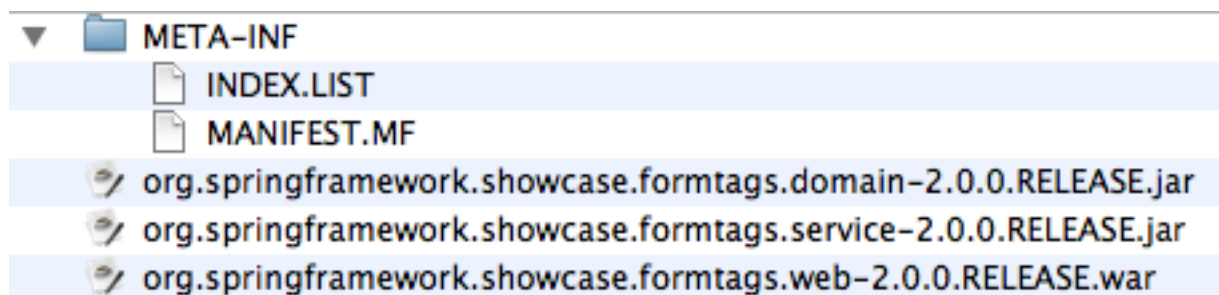 META-INF
INDEX.LIST
MANIFEST.MF
org.springframework.showcase.formtags.domain-2.0.0.RELEASE.jar
org.springframework.showcase.formtags.service-2.0.0.RELEASE.jar
org.springframework.showcase.formtags.web-2.0.0.RELEASE.war